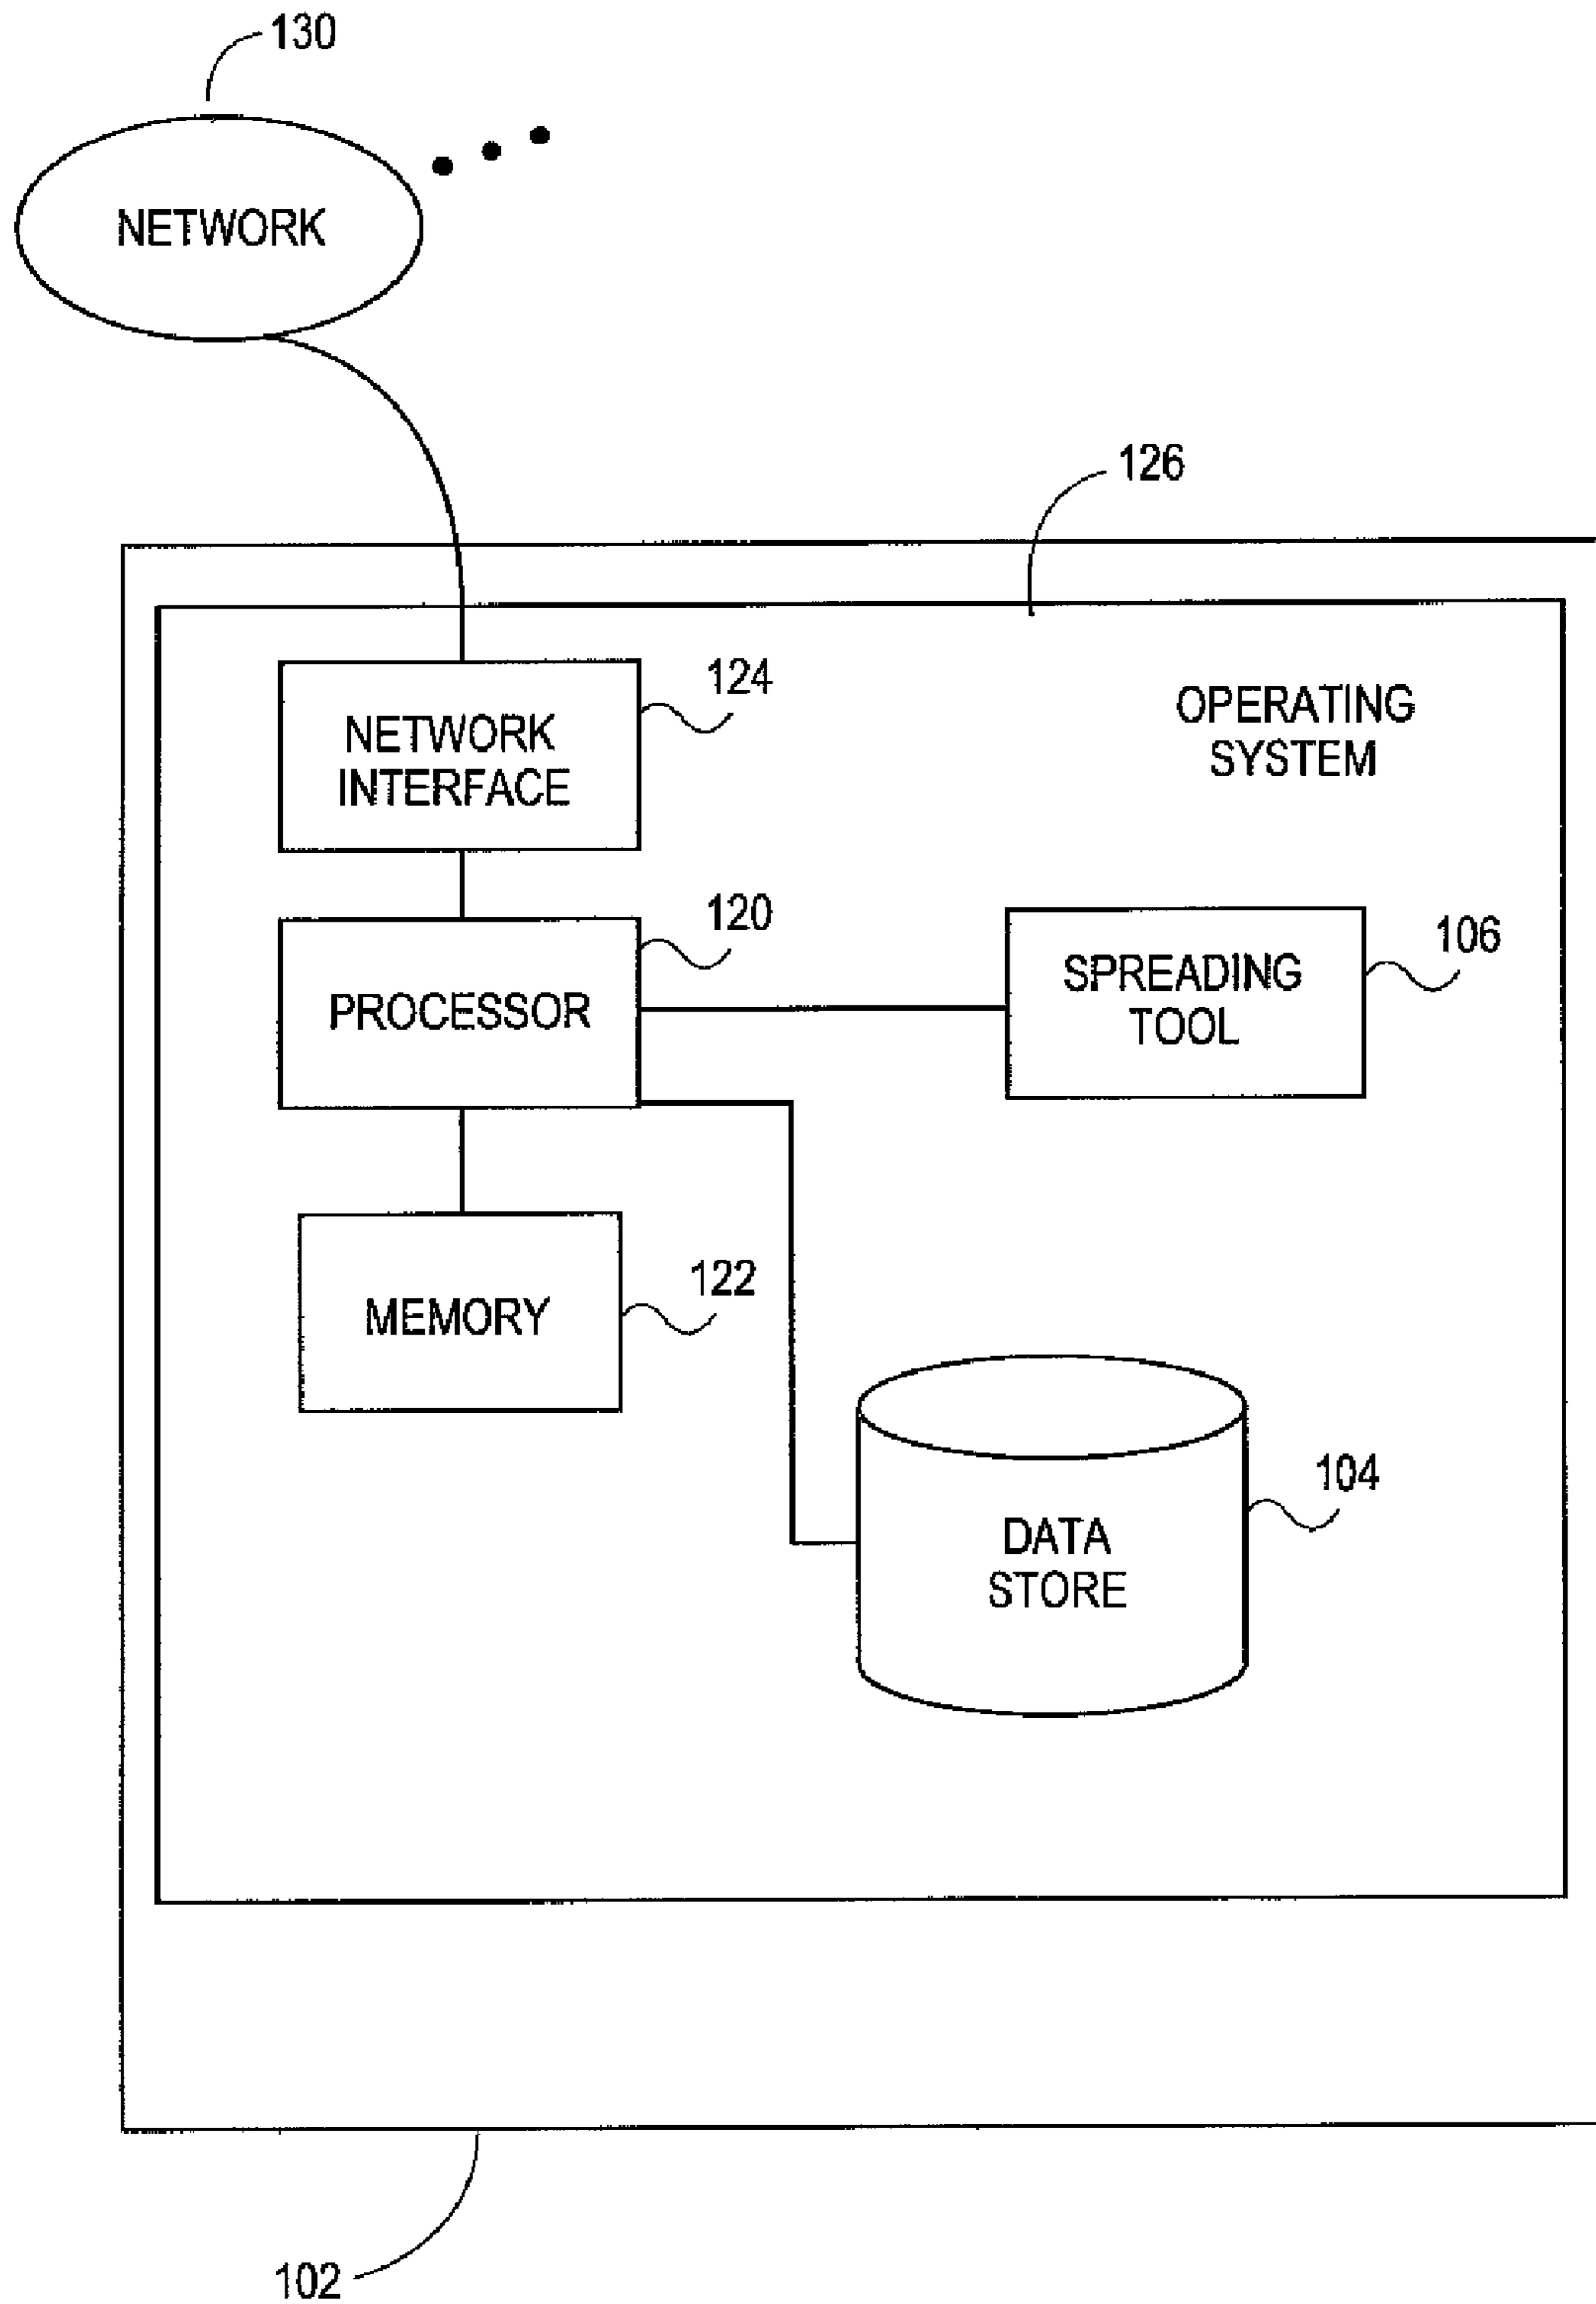 130
NETWORK
126
124
NETWORK
INTERFACE
OPERATING
SYSTEM
120
PROCESSOR
106
SPREADING
TOOL
122
MEMORY
104
DATA
STORE
102